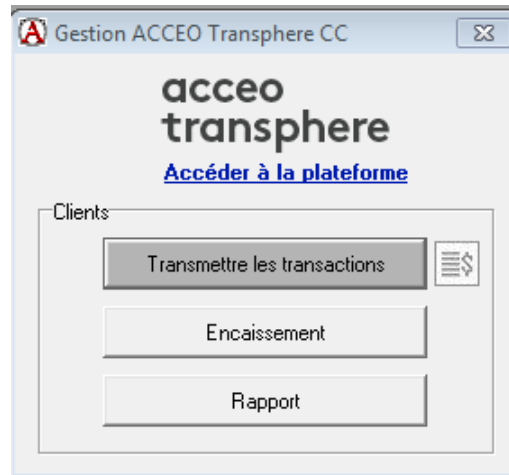 Gestion ACCEO Transphere CC
acceo
transphere
Accéder à la plateforme
Clients
Transmettre les transactions
$
Encaissement
Rapport